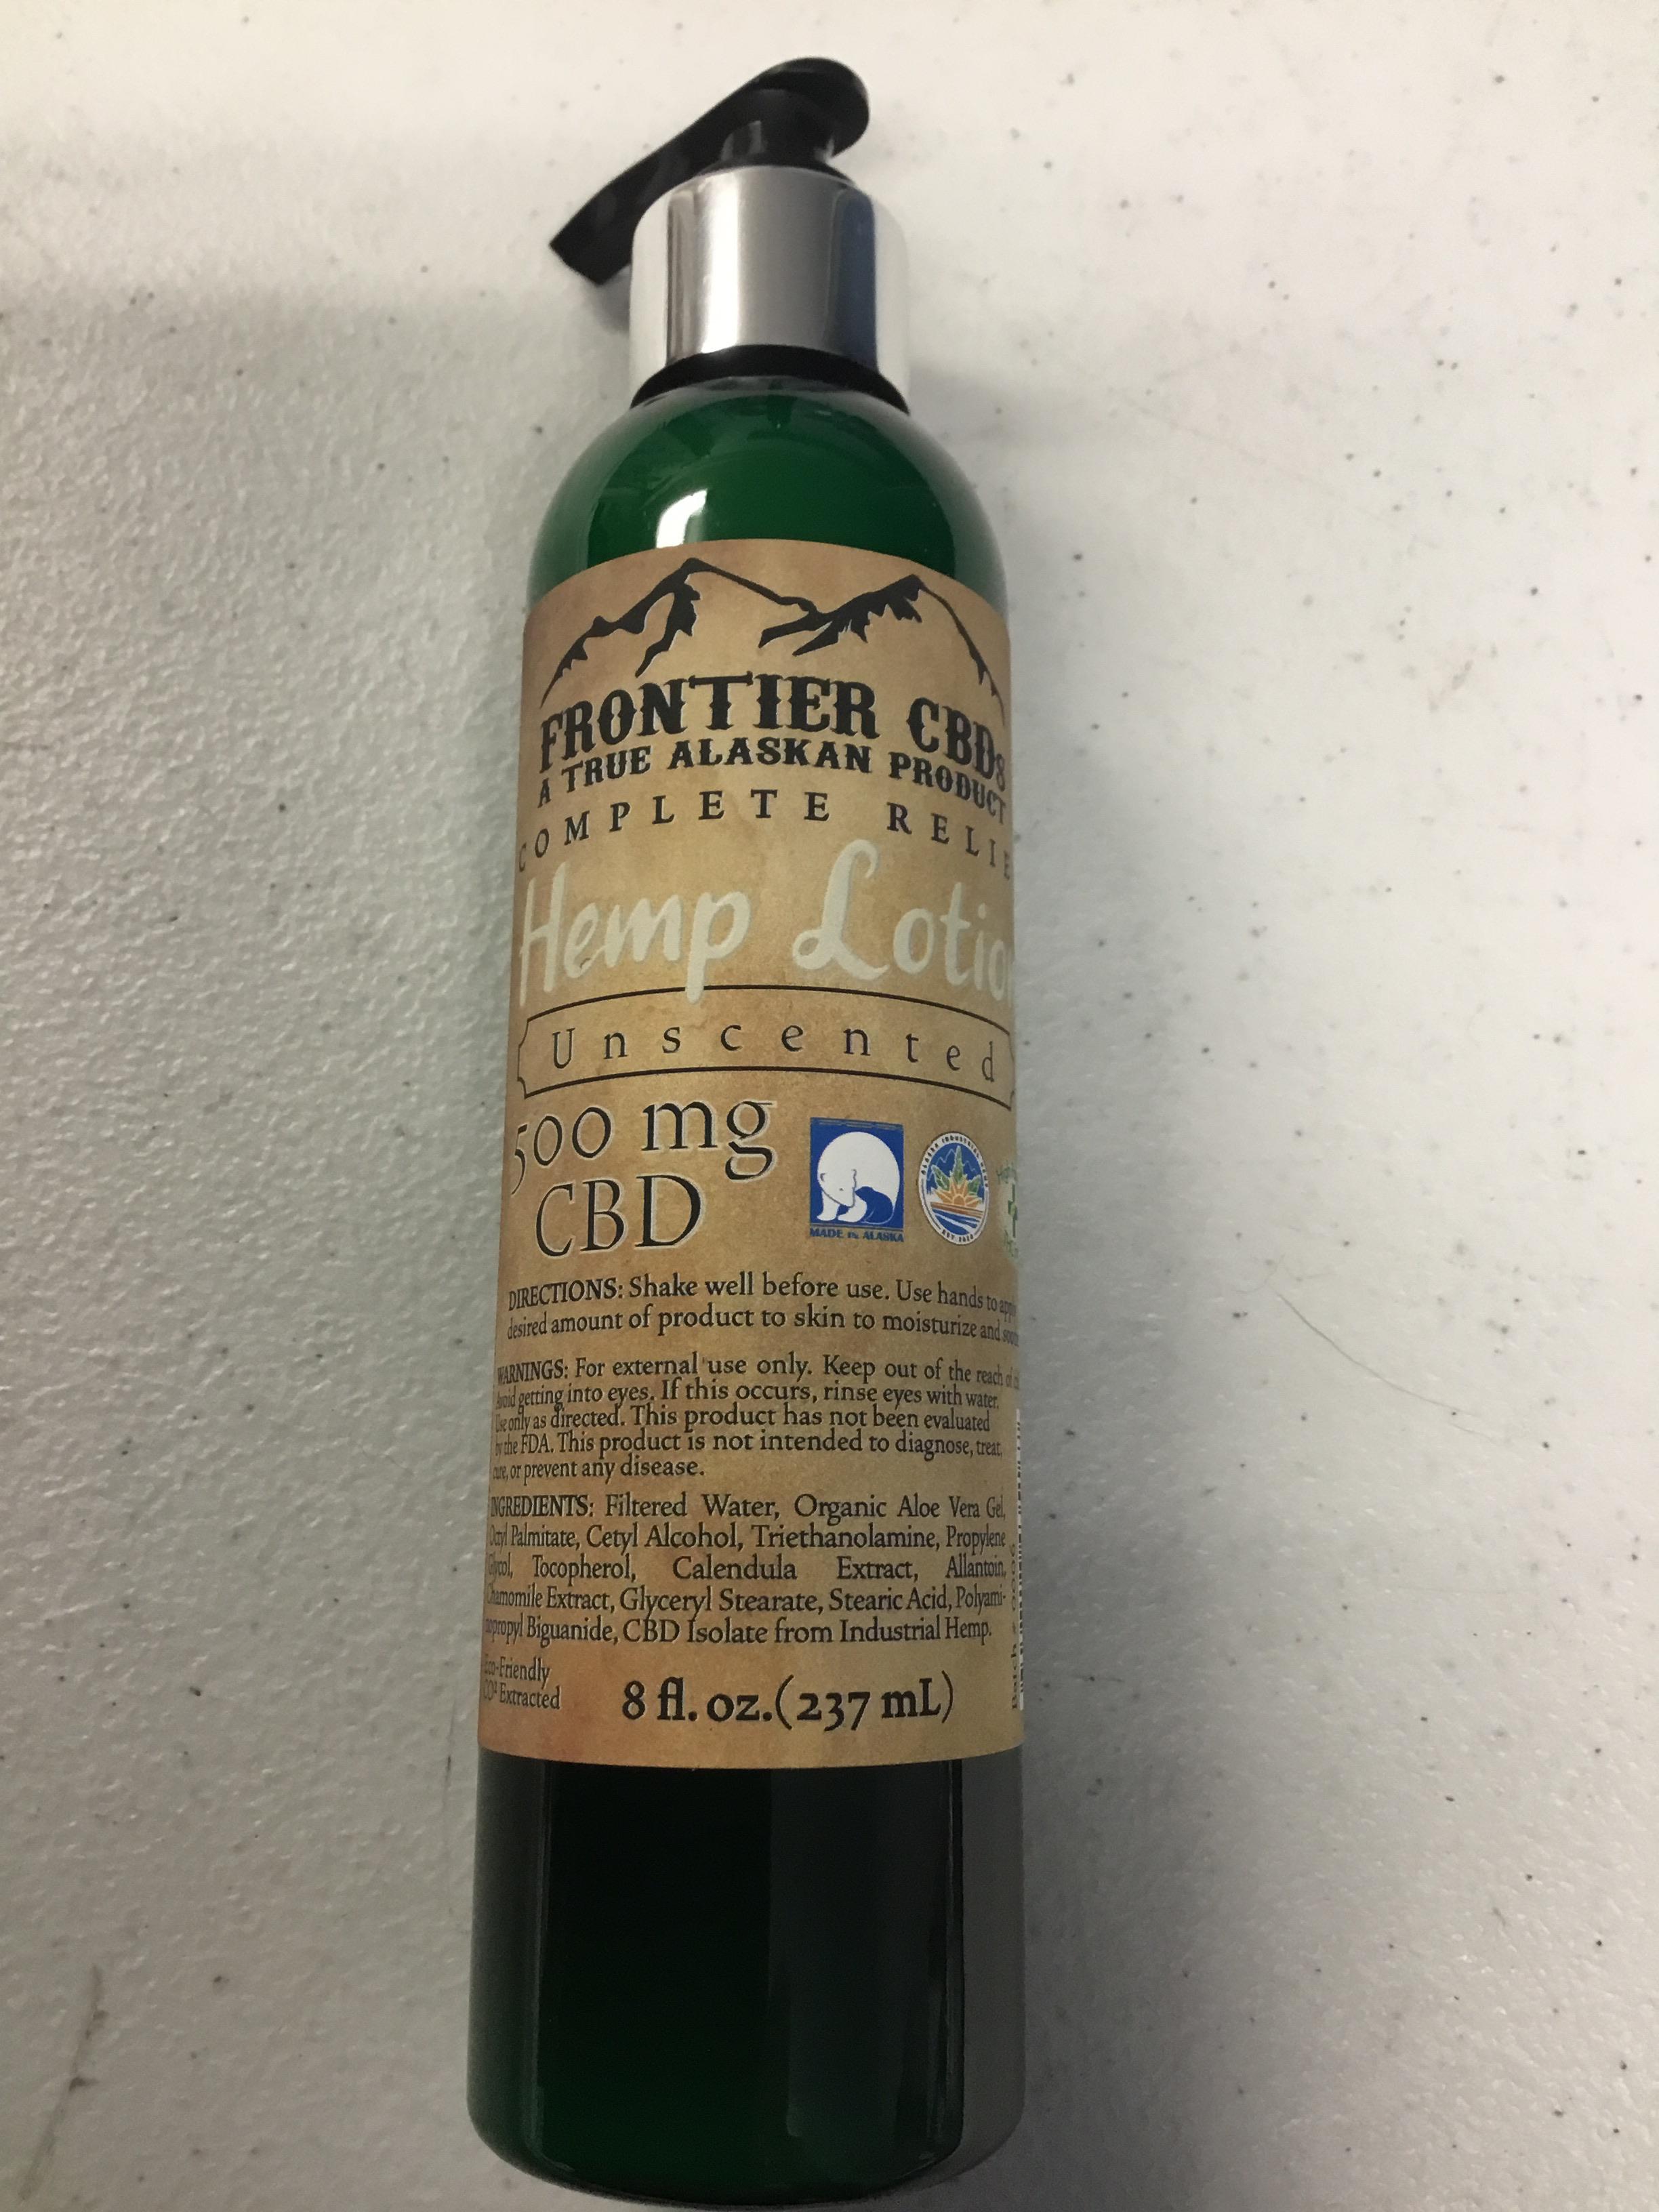 FRONTIER CBDs
A TRUE ALASKAN PRODUCT
COMPLETE RELIE
Hemp Lotion
Unscented
500 mg
CBD
MADE IN ALASKA
DIRECTIONS: Shake well before use. Use hands to
desired amount of product to skin to moisturize and
WARNINGS: For external use only. Keep out of the reach of
Avoid getting into eyes. If this occurs, rinse eyes with water.
Use only as directed. This product has not been evaluated
by the FDA. This product is not intended to diagnose, treat,
cure, or prevent any disease.
INGREDIENTS: Filtered Water, Organic Aloe Vera Gel,
Octyl Palmitate, Cetyl Alcohol, Triethanolamine, Propylene
Glycol, Tocopherol, Calendula Extract, Allantoin,
Chamomile Extract, Glyceryl Stearate, Stearic Acid, Polyami-
nopropyl Biguanide, CBD Isolate from Industrial Hemp.
Eco-Friendly
CO² Extracted
8 fl. oz.(237 mL)